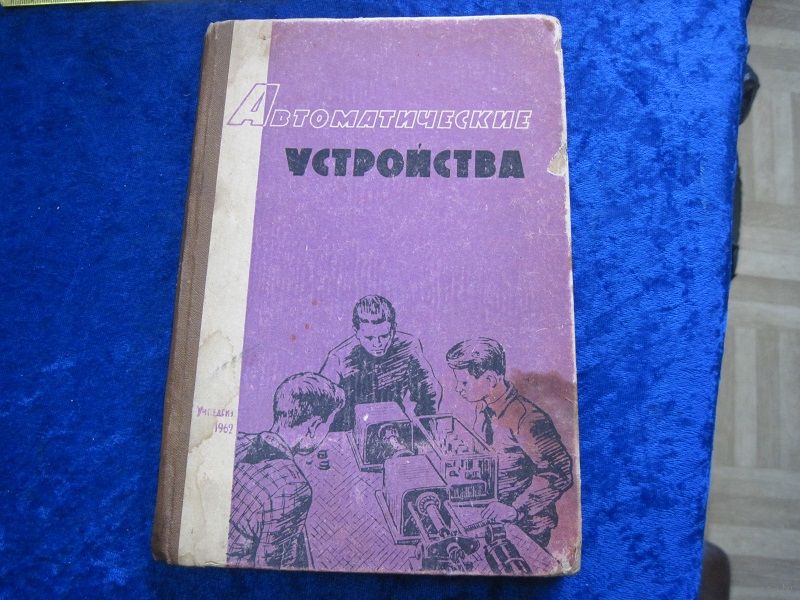 Автоматические
УСТРОЙСТВА
Учпедгиз
1962